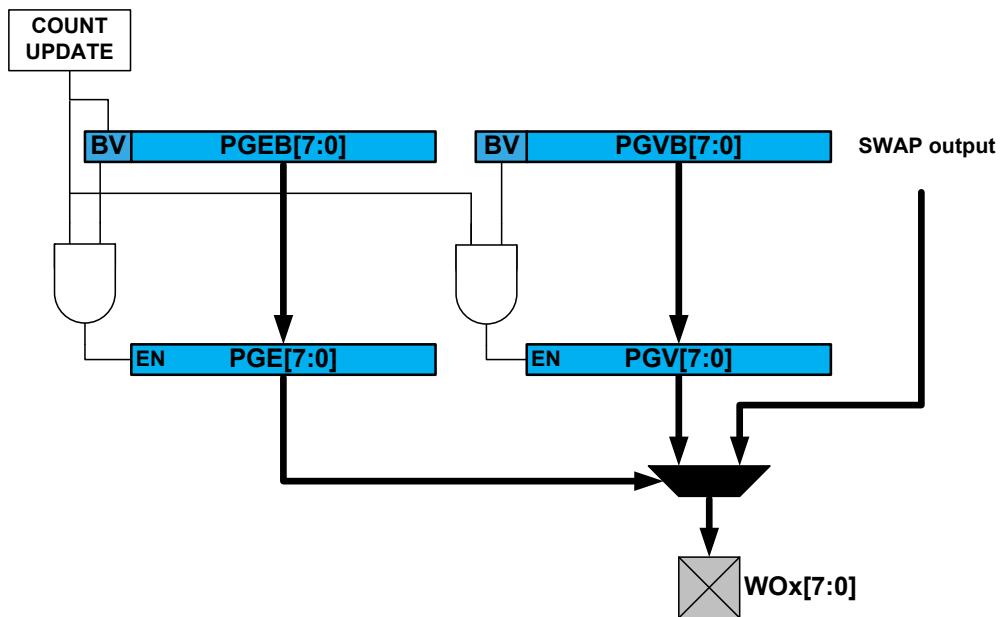 COUNT
UPDATE
BV PGEB[7:0]
BV PGVB[7:0]
SWAP output
EN PGE[7:0]
EN PGV[7:0]
WOx[7:0]